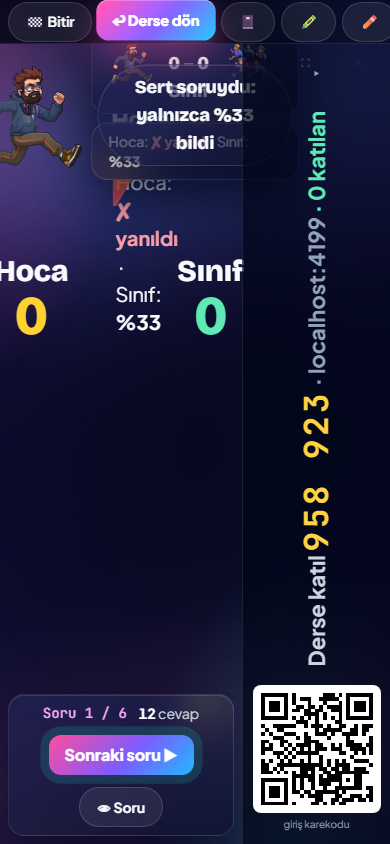 Bitir
Derse dön
0 – 0
Sert soruydu:
yalnızca %33
bildi
Hoca: ✗ yanıldı
%33
Hoca:
✗
yanıldı
·
Sınıf:
%33
Hoca
0
Sınıf
0
Derse katıl 958 923 · localhost:4199 · 0 katılan
Soru 1 / 6 12 cevap
Sonraki soru ▶
Soru
giriş karekodu